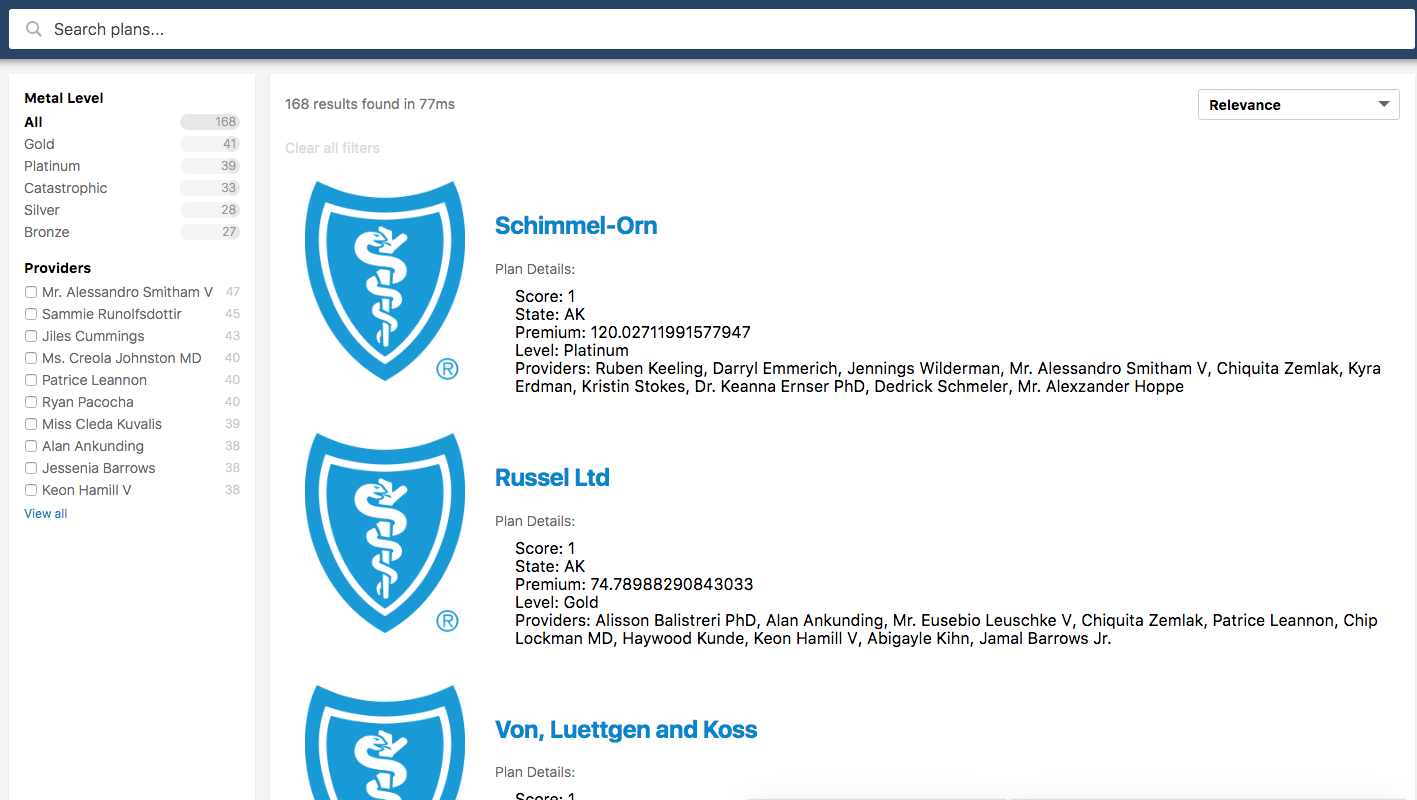 Search plans...
Metal Level
All 168
Gold 41
Platinum 39
Catastrophic 33
Silver 28
Bronze 27
Providers
Mr. Alessandro Smitham V 47
Sammie Runolfsdottir 45
Jiles Cummings 43
Ms. Creola Johnston MD 40
Patrice Leannon 40
Ryan Pacocha 40
Miss Cleda Kuvalis 39
Alan Ankunding 38
Jessenia Barrows 38
Keon Hamill V 38
View all
168 results found in 77ms
Relevance
Clear all filters
®
Schimmel-Orn
Plan Details:
Score: 1
State: AK
Premium: 120.02711991577947
Level: Platinum
Providers: Ruben Keeling, Darryl Emmerich, Jennings Wilderman, Mr. Alessandro Smitham V, Chiquita Zemlak, Kyra
Erdman, Kristin Stokes, Dr. Keanna Ernser PhD, Dedrick Schmeler, Mr. Alexzander Hoppe
®
Russel Ltd
Plan Details:
Score: 1
State: AK
Premium: 74.78988290843033
Level: Gold
Providers: Alisson Balistreri PhD, Alan Ankunding, Mr. Eusebio Leuschke V, Chiquita Zemlak, Patrice Leannon, Chip
Lockman MD, Haywood Kunde, Keon Hamill V, Abigayle Kihn, Jamal Barrows Jr.
Von, Luettgen and Koss
Plan Details:
Score: 1